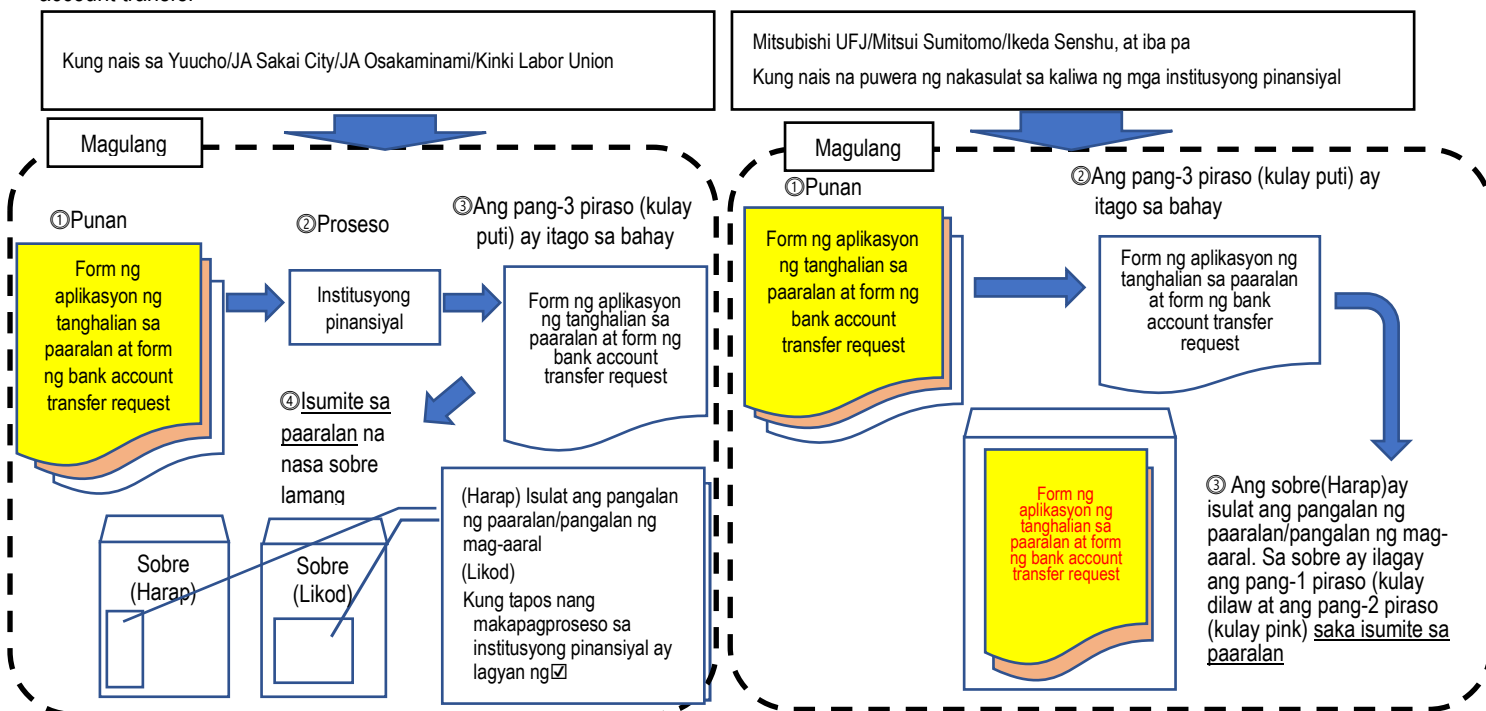 account transfer
Kung nais sa Yuucho/JA Sakai City/JA Osakaminami/Kinki Labor Union
Magulang
①Punan
Form ng
aplikasyon ng
tanghalian sa
paaralan at form
ng bank account
transfer request
②Proseso
Institusyong
pinansiyal
③Ang pang-3 piraso (kulay
puti) ay itago sa bahay
Form ng aplikasyon
ng tanghalian sa
paaralan at form ng
bank account
transfer request
④Isumite sa
paaralan na
nasa sobre
lamang
Sobre
(Harap)
Sobre
(Likod)
(Harap) Isulat ang pangalan
ng paaralan/pangalan ng
mag-aaral
(Likod)
Kung tapos nang
makapagproseso sa
institusyong pinansiyal ay
lagyan ng☑
Mitsubishi UFJ/Mitsui Sumitomo/Ikeda Senshu, at iba pa
Kung nais na puwera ng nakasulat sa kaliwa ng mga institusyong pinansiyal
Magulang
①Punan
Form ng aplikasyon
ng tanghalian sa
paaralan at form ng
bank account
transfer request
②Ang pang-3 piraso (kulay puti) ay
itago sa bahay
Form ng aplikasyon ng
tanghalian sa paaralan
at form ng bank
account transfer
request
Form ng
aplikasyon ng
tanghalian sa
paaralan at form
ng bank account
transfer request
③ Ang sobre(Harap)ay
isulat ang pangalan ng
paaralan/pangalan ng mag-
aaral. Sa sobre ay ilagay
ang pang-1 piraso (kulay
dilaw at ang pang-2 piraso
(kulay pink) saka isumite sa
paaralan